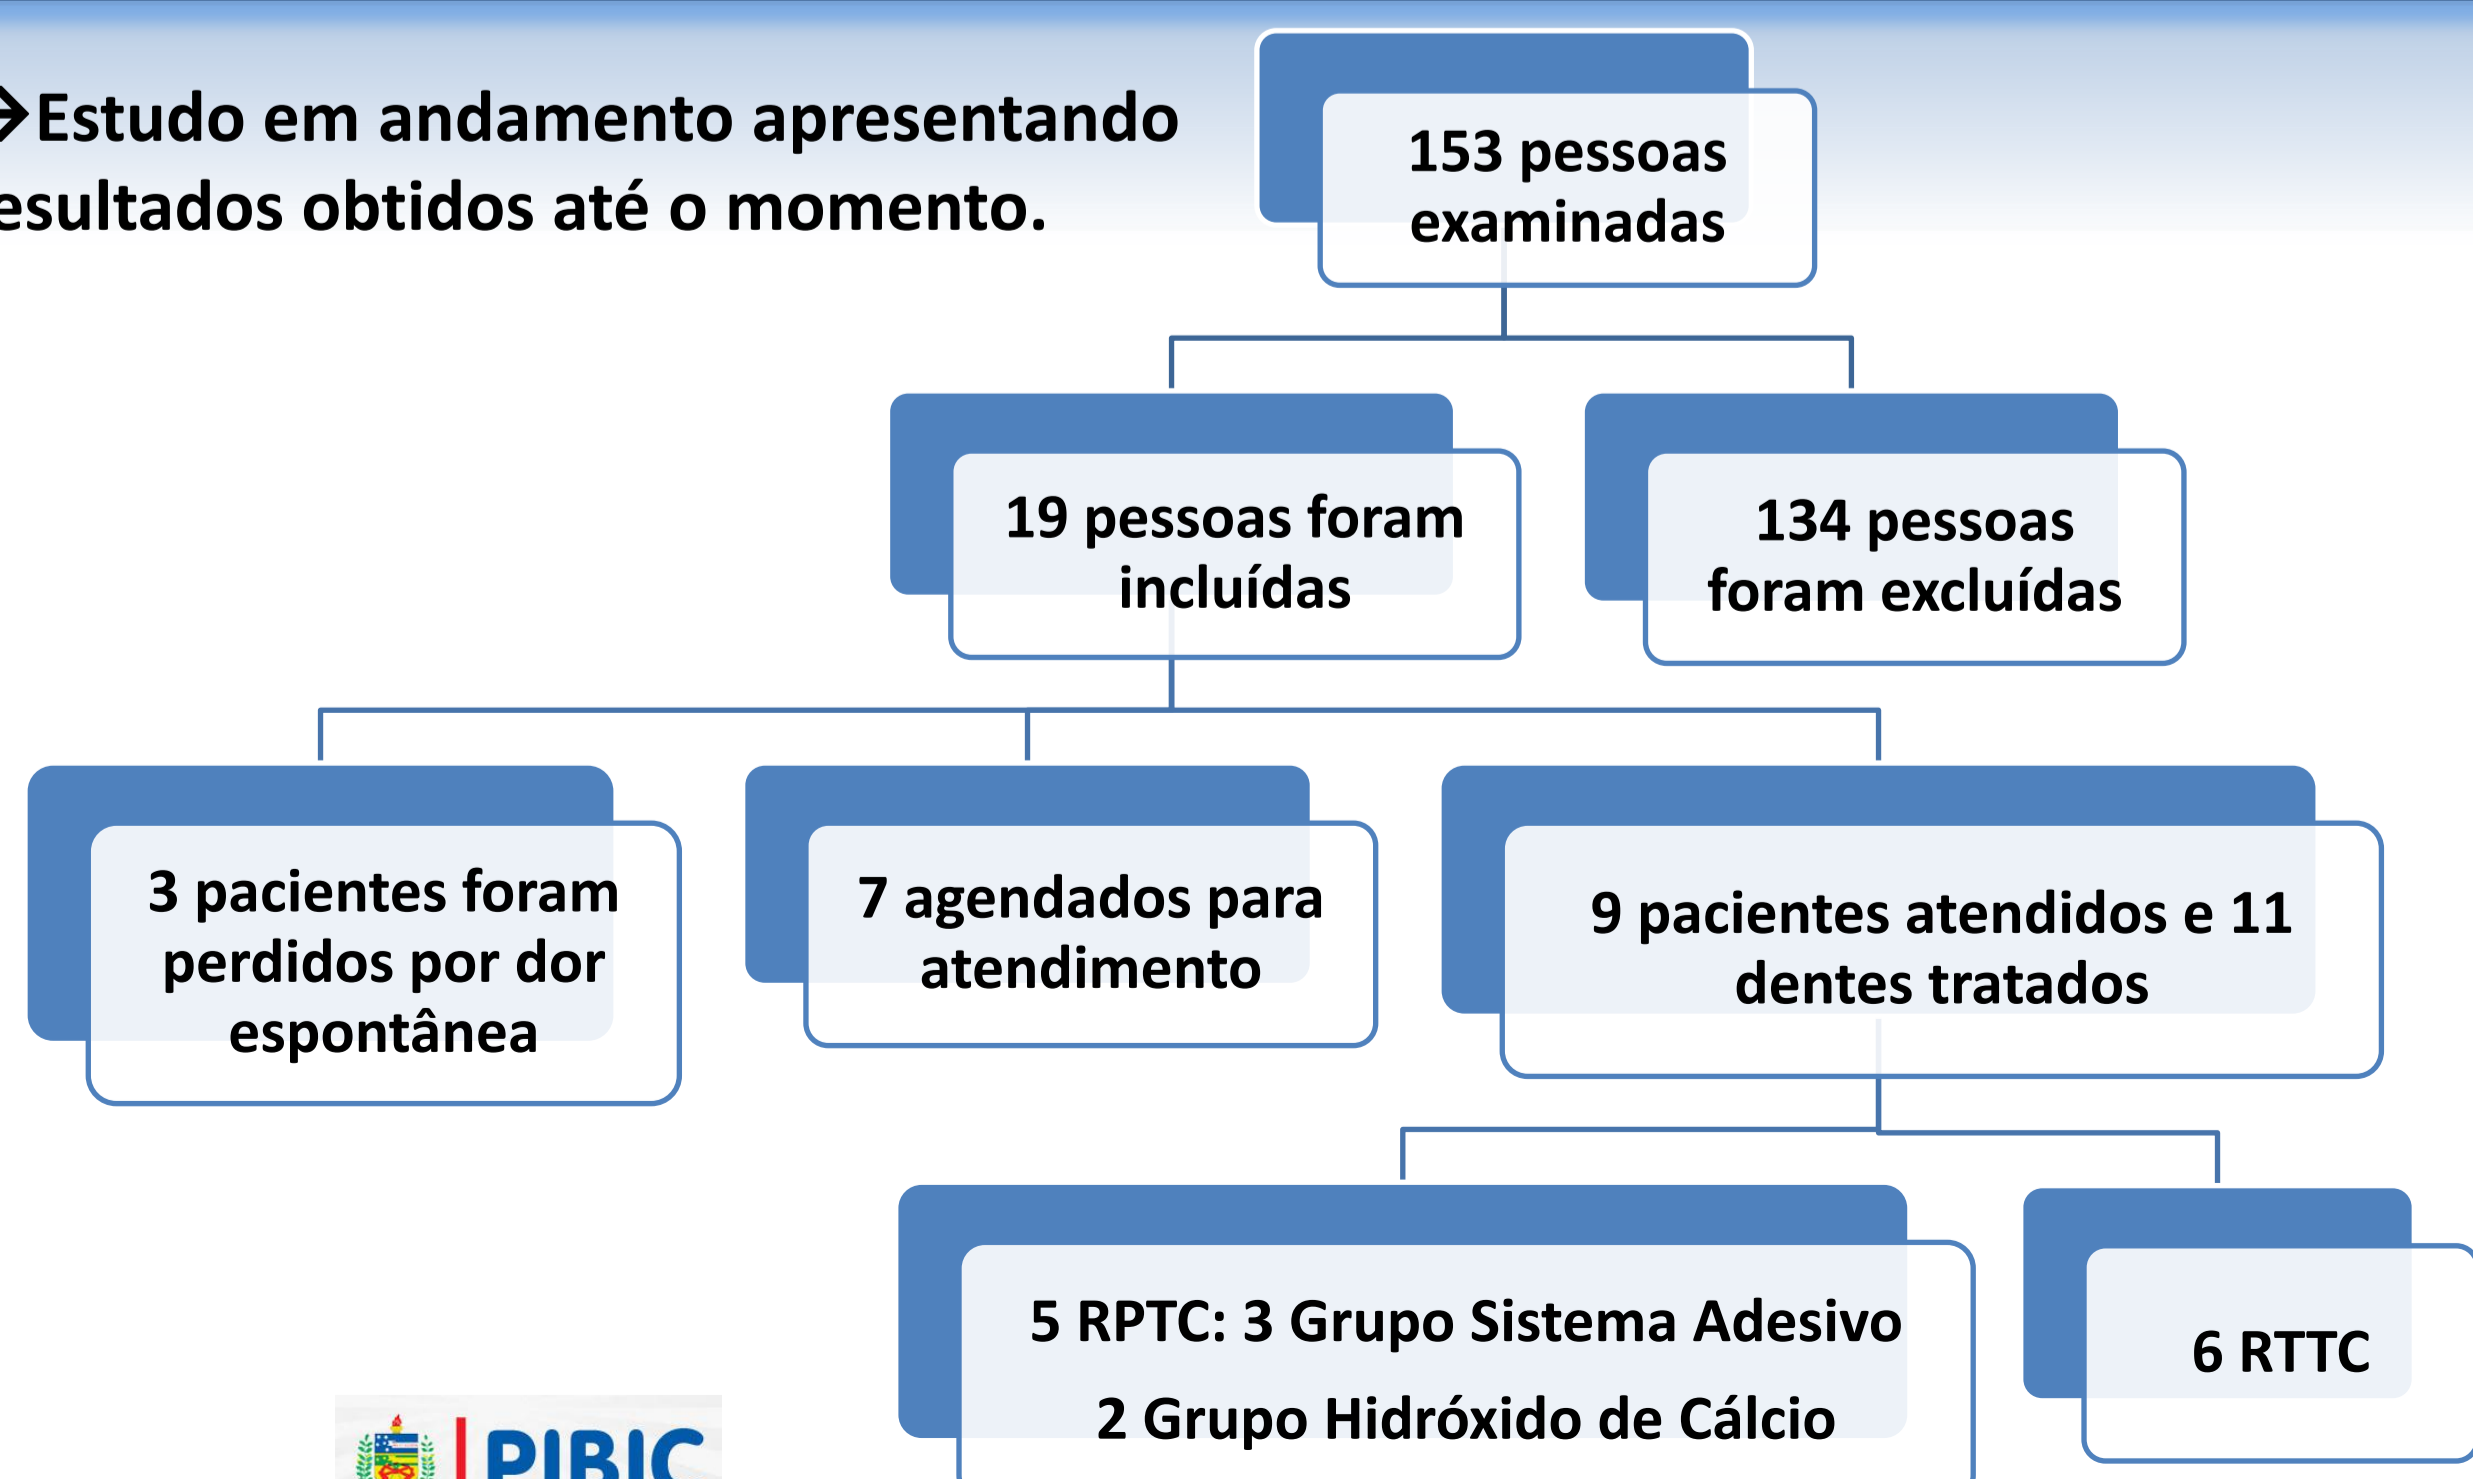 Estudo em andamento apresentando
esultados obtidos até o momento.
153 pessoas
examinadas
19 pessoas foram
incluídas
134 pessoas
foram excluídas
3 pacientes foram
perdidos por dor
espontânea
7 agendados para
atendimento
9 pacientes atendidos e 11
dentes tratados
5 RPTC: 3 Grupo Sistema Adesivo
2 Grupo Hidróxido de Cálcio
6 RTTC
PIBIC